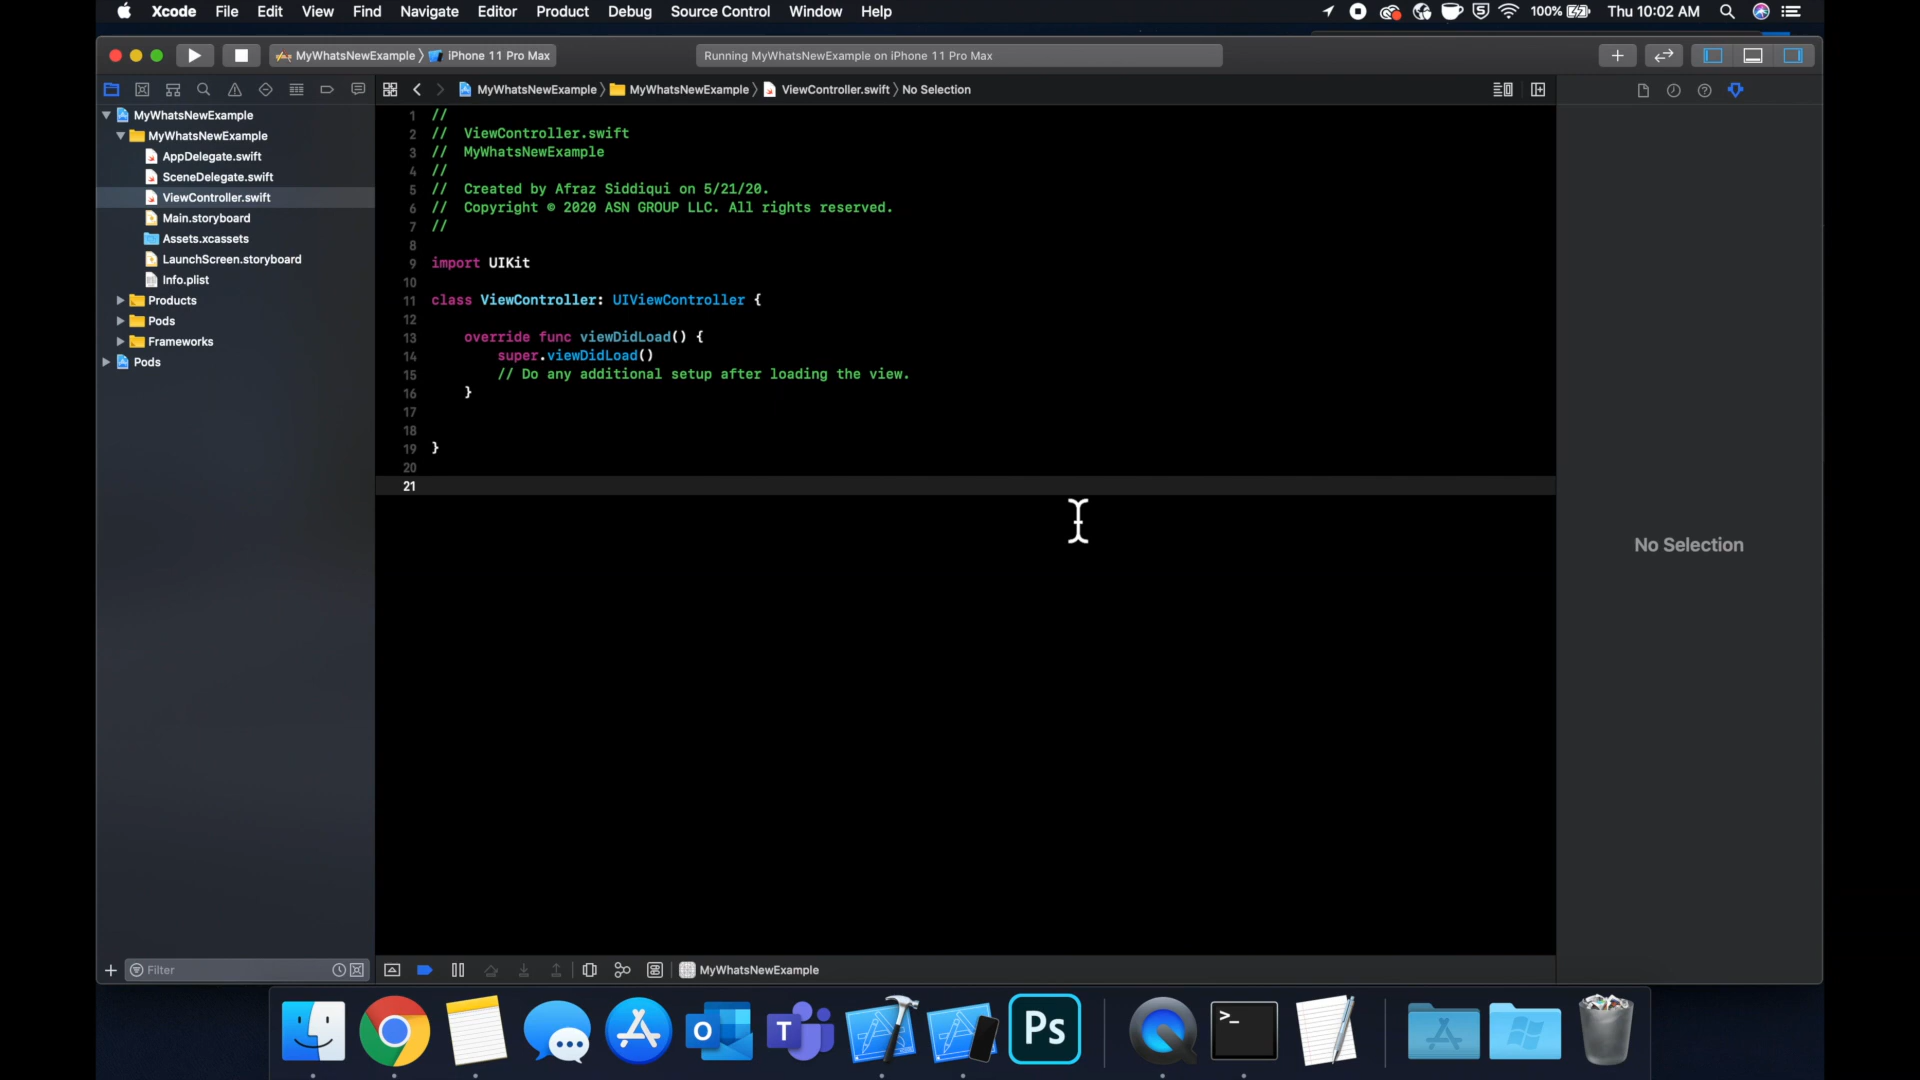 Xcode File Edit View Find Navigate Editor Product Debug Source Control Window Help 100% Thu 10:02 AM
MyWhatsNewExample iPhone 11 Pro Max Running MyWhatsNewExample on iPhone 11 Pro Max
MyWhatsNewExample MyWhatsNewExample ViewController.swift No Selection
MyWhatsNewExample
MyWhatsNewExample
AppDelegate.swift
SceneDelegate.swift
ViewController.swift
Main.storyboard
Assets.xcassets
LaunchScreen.storyboard
Info.plist
Products
Pods
Frameworks
Pods
1 //
2 // ViewController.swift
3 // MyWhatsNewExample
4 //
5 // Created by Afraz Siddiqui on 5/21/20.
6 // Copyright © 2020 ASN GROUP LLC. All rights reserved.
7 //
8
9 import UIKit
10
11 class ViewController: UIViewController {
12
13 override func viewDidLoad() {
14 super.viewDidLoad()
15 // Do any additional setup after loading the view.
16 }
17
18
19 }
20
21
No Selection
Filter
MyWhatsNewExample
O T Ps >_